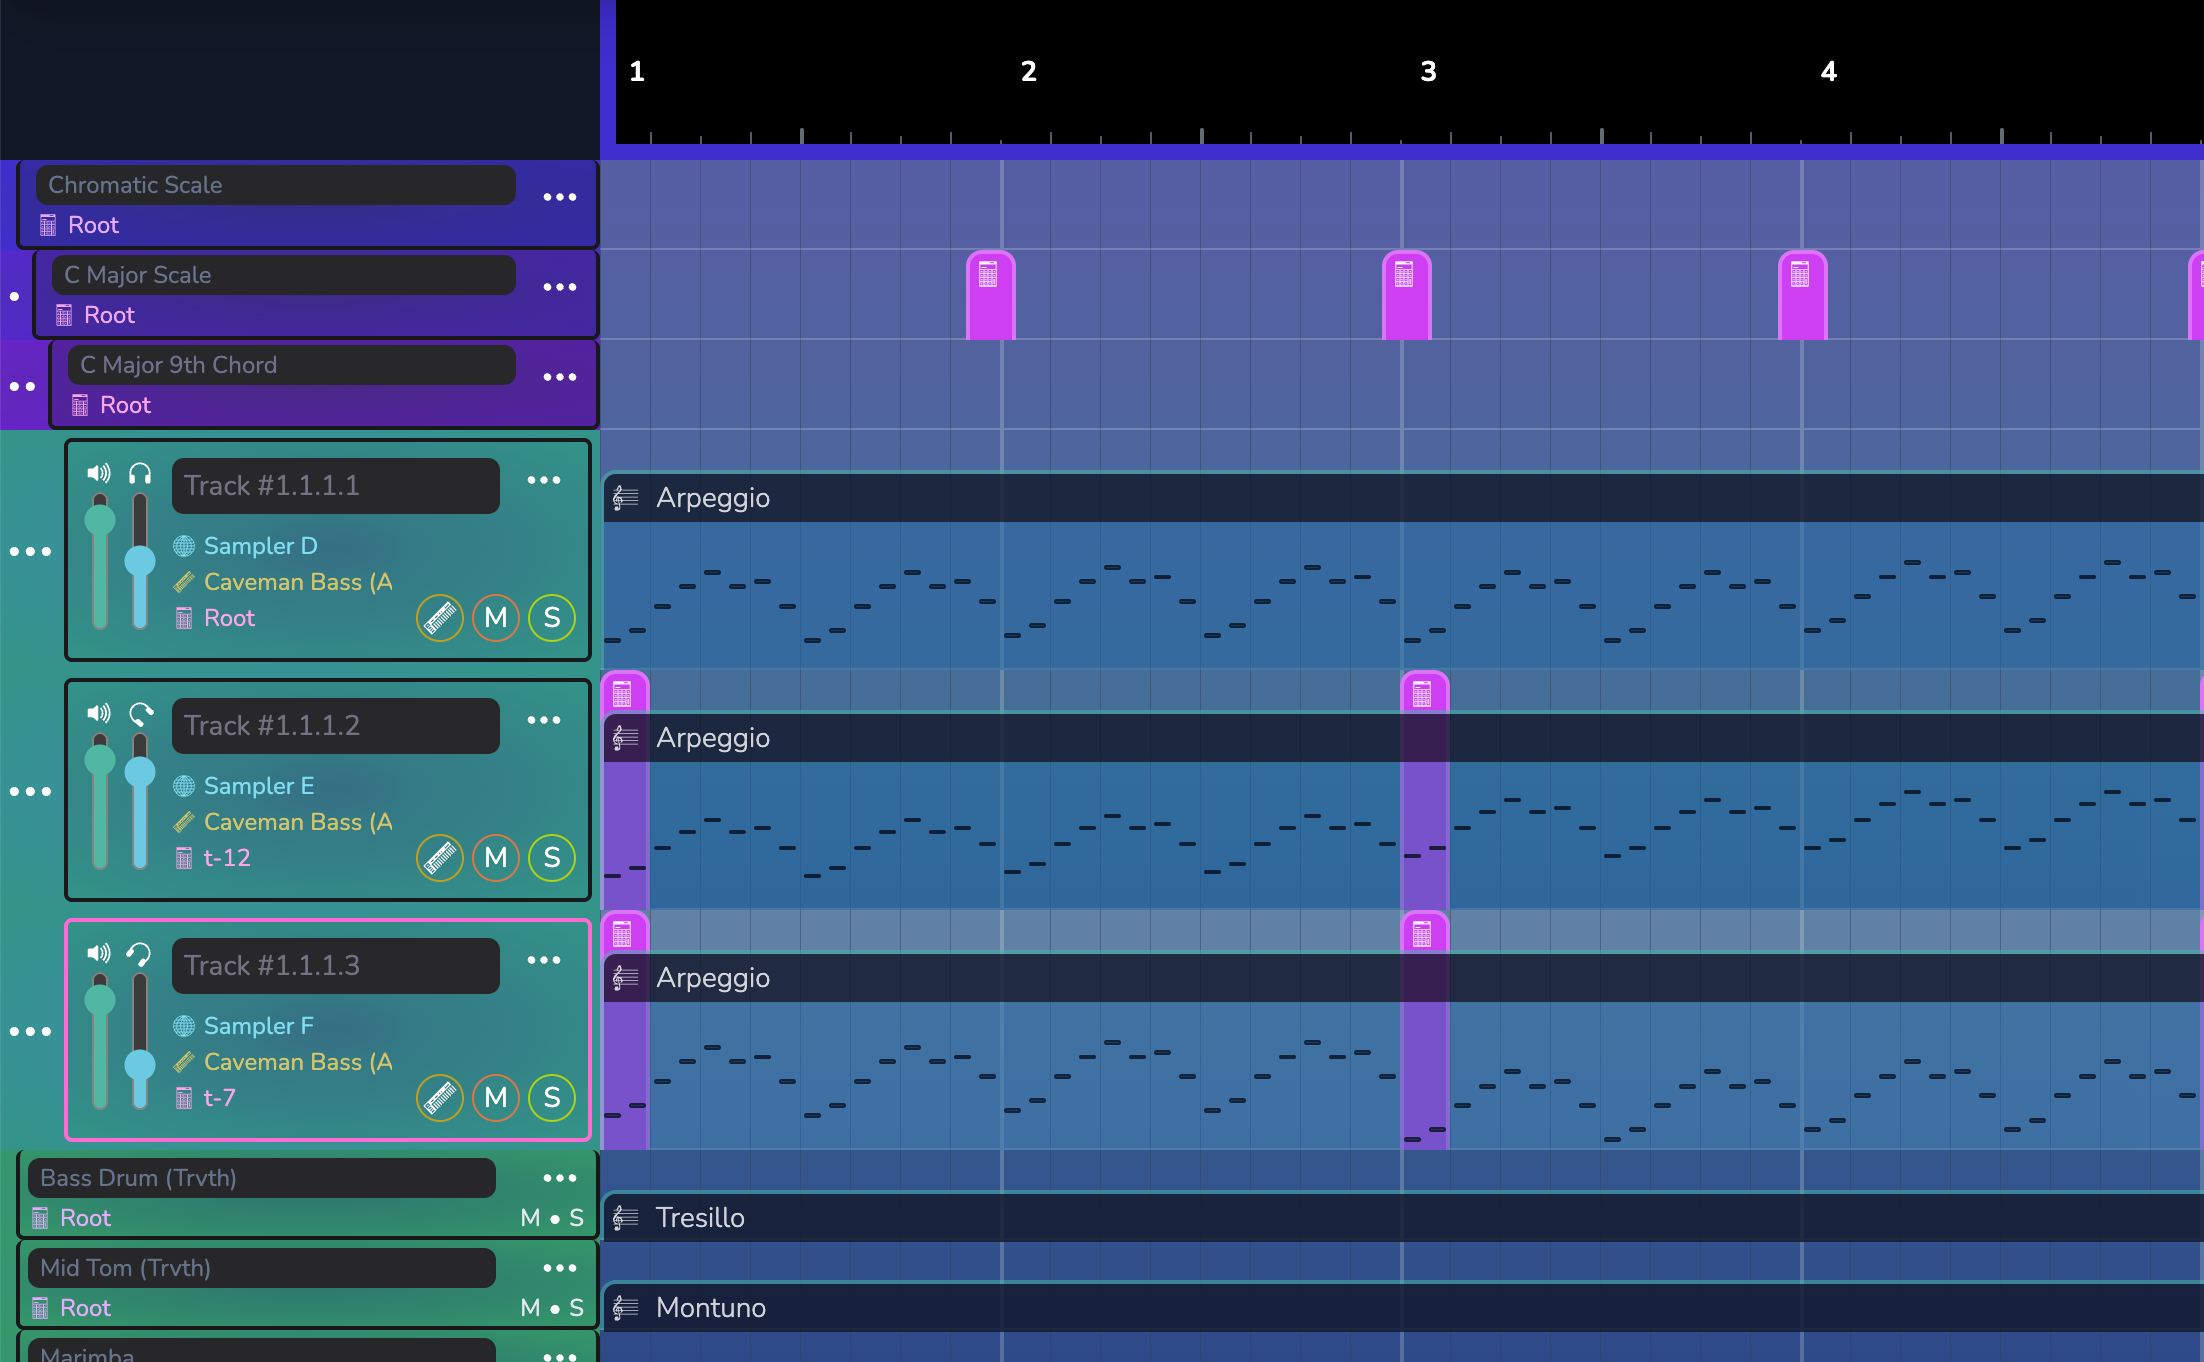 1 2 3 4
Chromatic Scale
Root
C Major Scale
Root
C Major 9th Chord
Root
Track #1.1.1.1
Arpeggio
Sampler D
Caveman Bass (A
Root M S
Track #1.1.1.2
Arpeggio
Sampler E
Caveman Bass (A
t-12 M S
Track #1.1.1.3
Arpeggio
Sampler F
Caveman Bass (A
t-7 M S
Bass Drum (Trvth)
Root M • S
Tresillo
Mid Tom (Trvth)
Root M • S
Montuno
Marimba